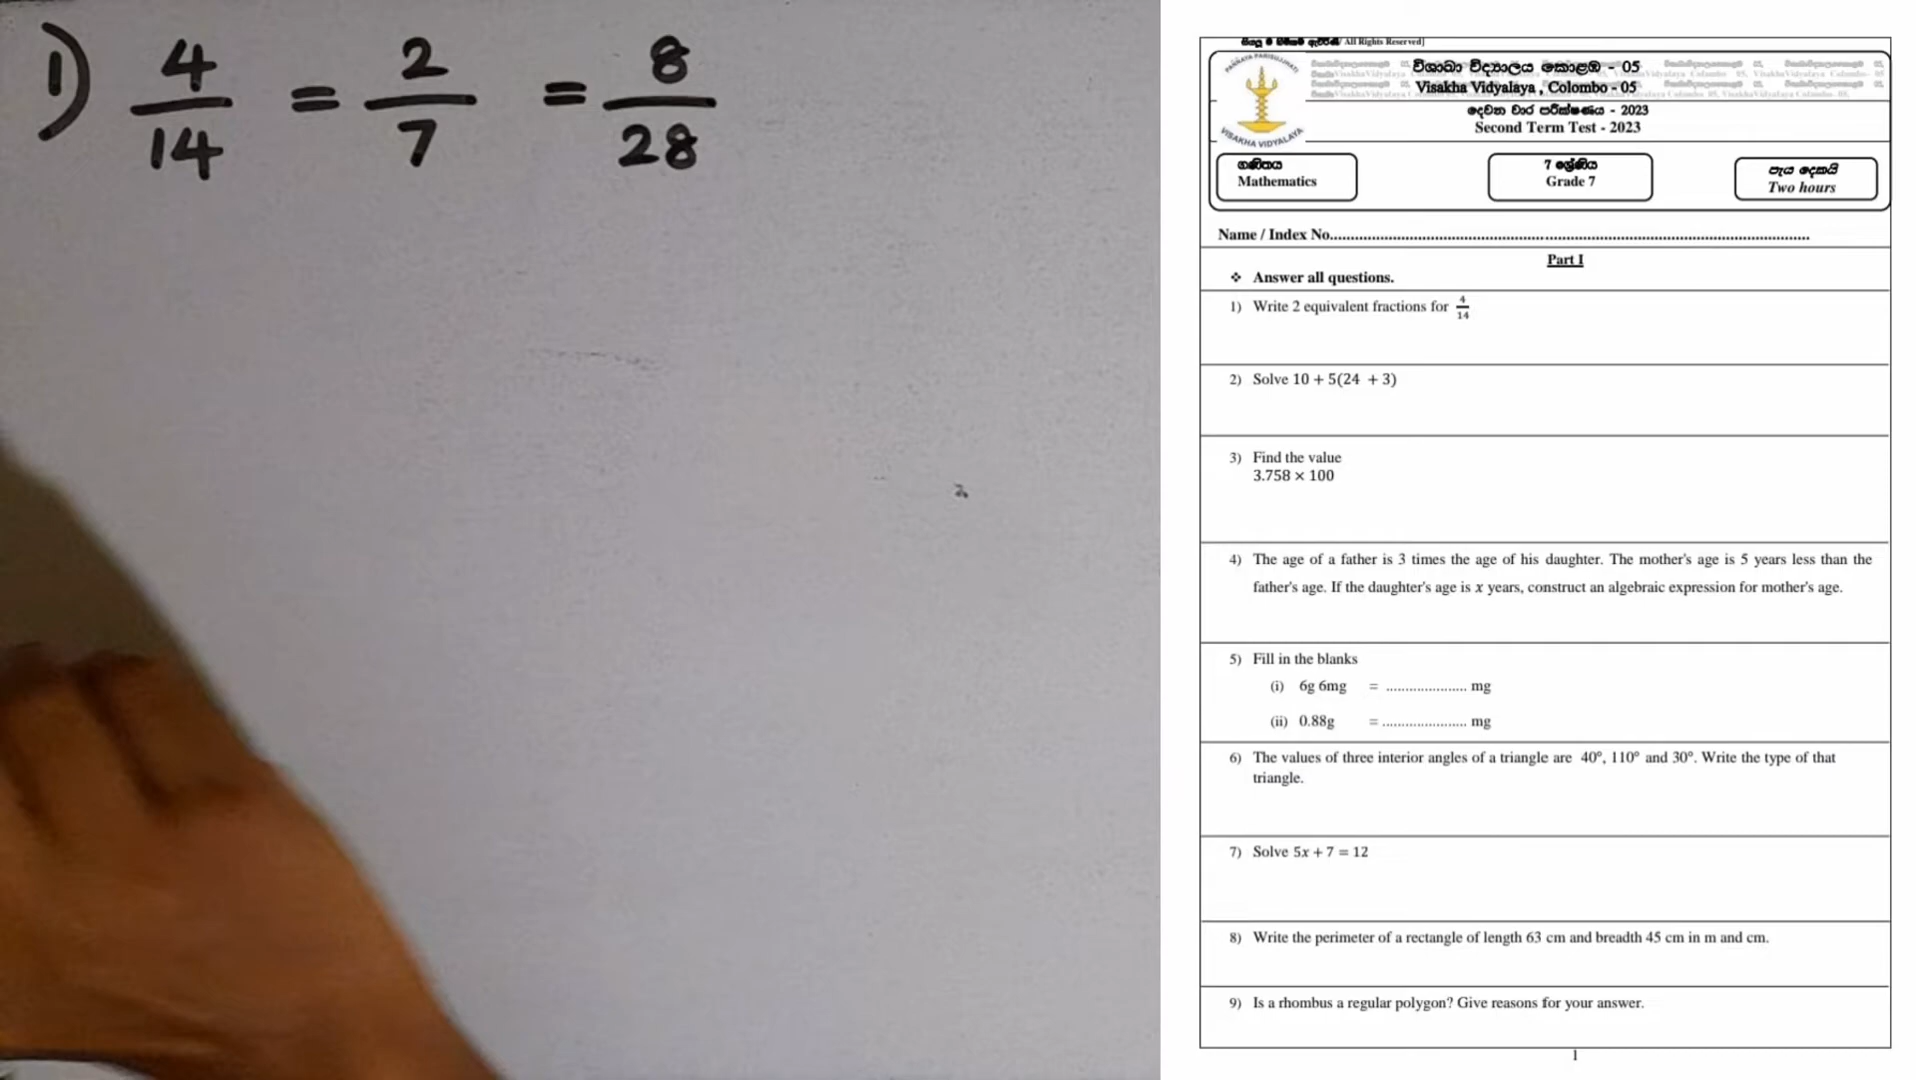 1) 4/14 = 2/7 = 8/28
All Rights Reserved]
PANNAYA PARISUJJHATI
VISAKHA VIDYALAYA
විශාඛා විද්‍යාලය කොළඹ - 05
Visakha Vidyalaya , Colombo - 05
දෙවන වාර පරීක්ෂණය - 2023
Second Term Test - 2023
ගණිතය
Mathematics
7 ශ්‍රේණිය
Grade 7
පැය දෙකයි
Two hours
Name / Index No.....................................................................................................................
Part I
❖ Answer all questions.
1) Write 2 equivalent fractions for 4/14
2) Solve 10 + 5(24 + 3)
3) Find the value
3.758 × 100
4) The age of a father is 3 times the age of his daughter. The mother's age is 5 years less than the
father's age. If the daughter's age is x years, construct an algebraic expression for mother's age.
5) Fill in the blanks
(i) 6g 6mg = ..................... mg
(ii) 0.88g = ...................... mg
6) The values of three interior angles of a triangle are 40°, 110° and 30°. Write the type of that
triangle.
7) Solve 5x + 7 = 12
8) Write the perimeter of a rectangle of length 63 cm and breadth 45 cm in m and cm.
9) Is a rhombus a regular polygon? Give reasons for your answer.
1